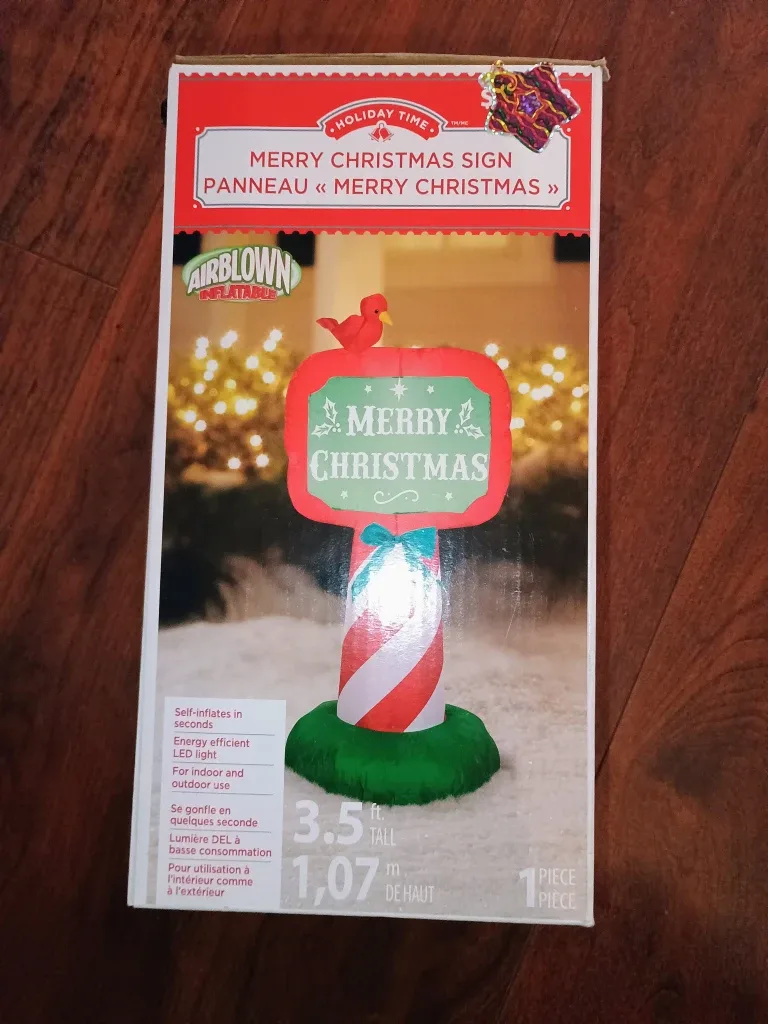 HOLIDAY TIME TM/MC
MERRY CHRISTMAS SIGN
PANNEAU « MERRY CHRISTMAS »
AIRBLOWN
INFLATABLE
MERRY
CHRISTMAS
Self-inflates in
seconds
Energy efficient
LED light
For indoor and
outdoor use
Se gonfle en
quelques seconde
Lumière DEL à
basse consommation
Pour utilisation à
l'intérieur comme
à l'extérieur
3.5 ft.
TALL
1,07 m
DE HAUT
1 PIECE
PIÈCE